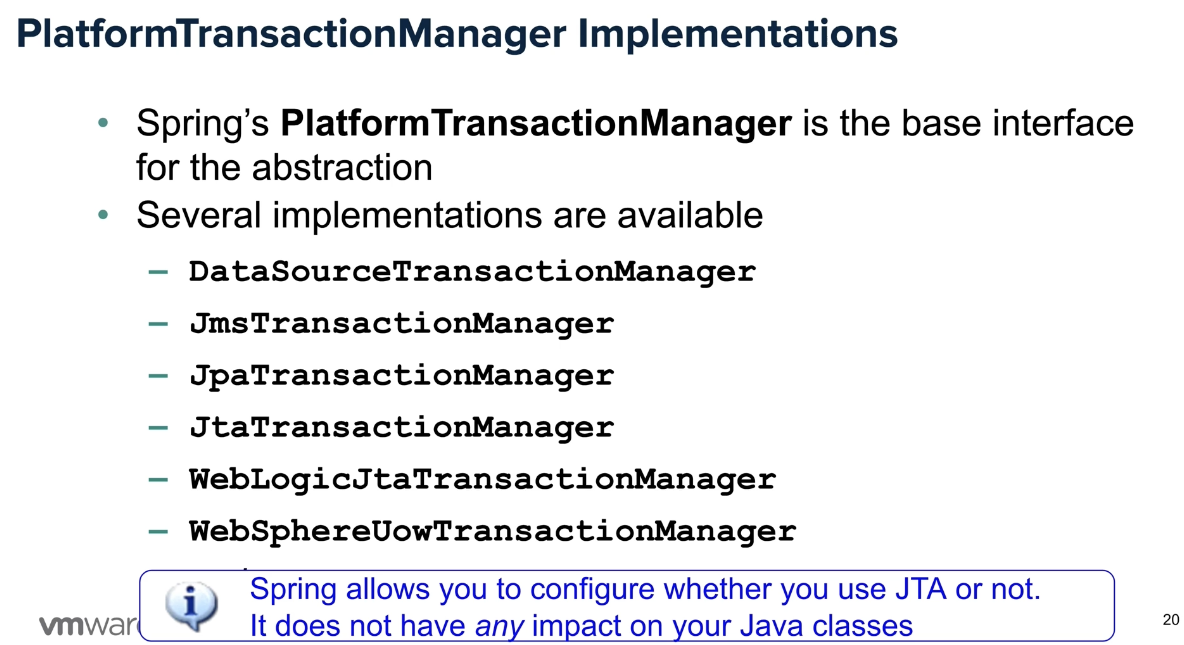 PlatformTransactionManager Implementations
• Spring’s PlatformTransactionManager is the base interface
for the abstraction
• Several implementations are available
– DataSourceTransactionManager
– JmsTransactionManager
– JpaTransactionManager
– JtaTransactionManager
– WebLogicJtaTransactionManager
– WebSphereUowTransactionManager
Spring allows you to configure whether you use JTA or not.
It does not have any impact on your Java classes
vmwar
20